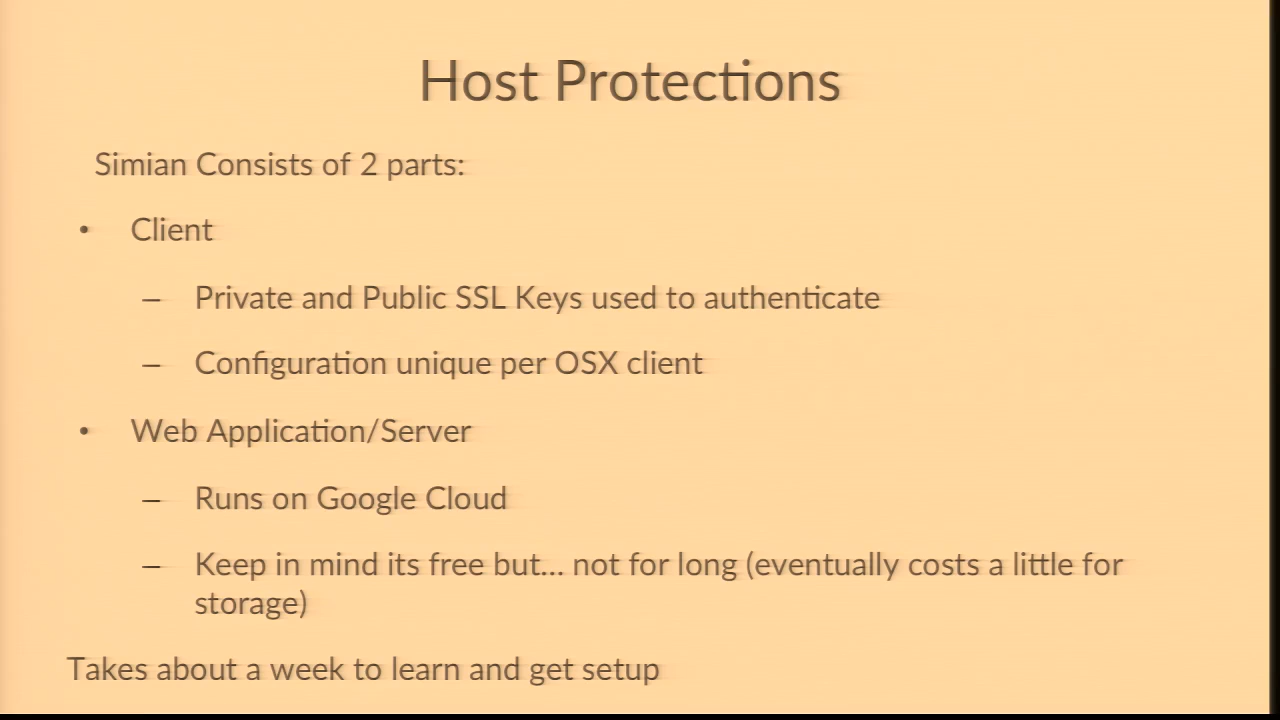 Host Protections
Simian Consists of 2 parts:
• Client
– Private and Public SSL Keys used to authenticate
– Configuration unique per OSX client
• Web Application/Server
– Runs on Google Cloud
– Keep in mind its free but... not for long (eventually costs a little for
storage)
Takes about a week to learn and get setup